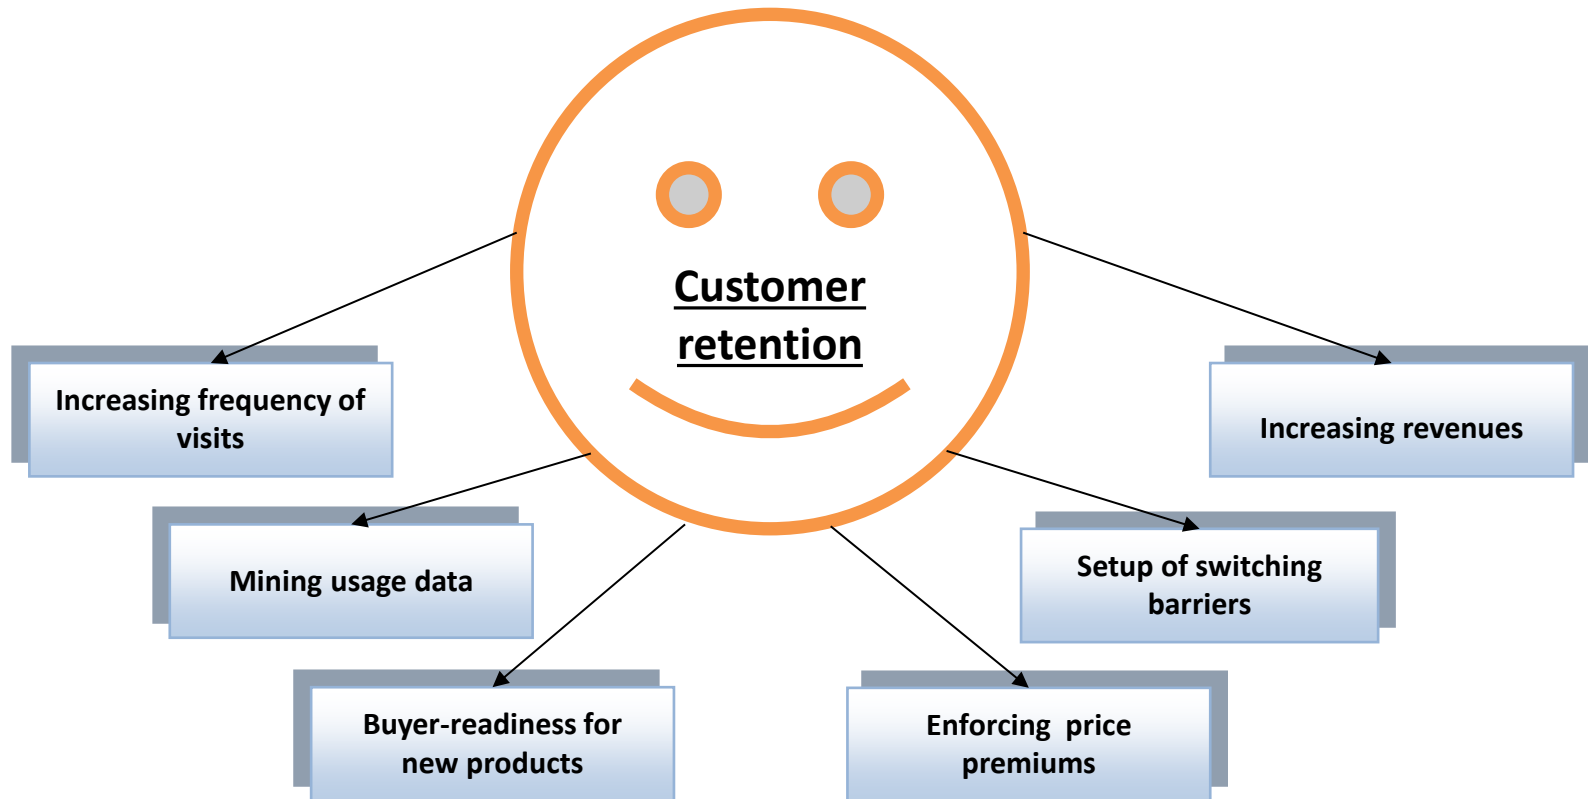 Customer
retention
Increasing frequency of
visits
Increasing revenues
Mining usage data
Setup of switching
barriers
Buyer-readiness for
new products
Enforcing  price
premiums